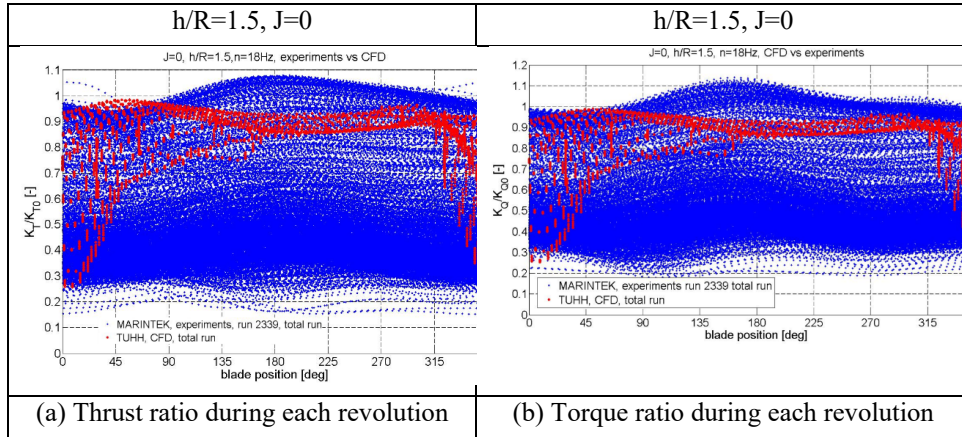 h/R=1.5, J=0
h/R=1.5, J=0
J=0, h/R=1.5,n=18Hz, experiments vs CFD
1.1
1
0.9
0.8
0.7
0.6
0.5
0.4
0.3
0.2
0.1
0
K_T/K_T0 [-]
MARINTEK, experiments, run 2339, total run
TUHH, CFD, total run
0 45 90 135 180 225 270 315
blade position [deg]
J=0, h/R=1.5, n=18Hz, CFD vs experiments
1.2
1.1
1
0.9
0.8
0.7
0.6
0.5
0.4
0.3
0.2
0.1
0
K_Q/K_Q0 [-]
MARINTEK, experiments run 2339 total run
TUHH, CFD, total run
0 45 90 135 180 225 270 315
blade position [deg]
(a) Thrust ratio during each revolution
(b) Torque ratio during each revolution